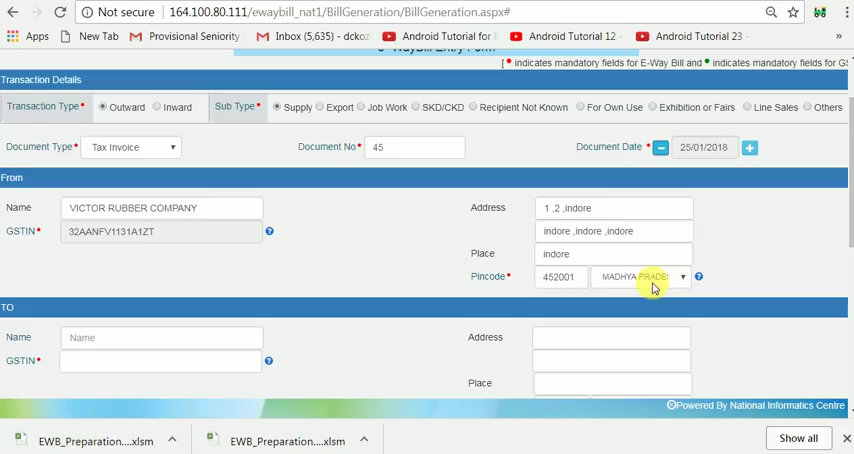 Not secure 164.100.80.111/ewaybill_nat1/BillGeneration/BillGeneration.aspx#
Apps New Tab Provisional Seniority Inbox (5,635) - dckoz Android Tutorial for Android Tutorial 12 - Android Tutorial 23 - »
e-WayBill Entry Form
[ • indicates mandatory fields for E-Way Bill and • indicates mandatory fields for GS
Transaction Details
Transaction Type• Outward Inward Sub Type• Supply Export Job Work SKD/CKD Recipient Not Known For Own Use Exhibition or Fairs Line Sales Others
Document Type• Tax Invoice Document No• 45 Document Date • 25/01/2018
From
Name VICTOR RUBBER COMPANY Address 1 ,2 ,indore
GSTIN• 32AANFV1131A1ZT indore ,indore ,indore
Place indore
Pincode• 452001 MADHYA PRADE
TO
Name Name Address
GSTIN•
Place
Powered By National Informatics Centre
EWB_Preparation....xlsm EWB_Preparation....xlsm Show all